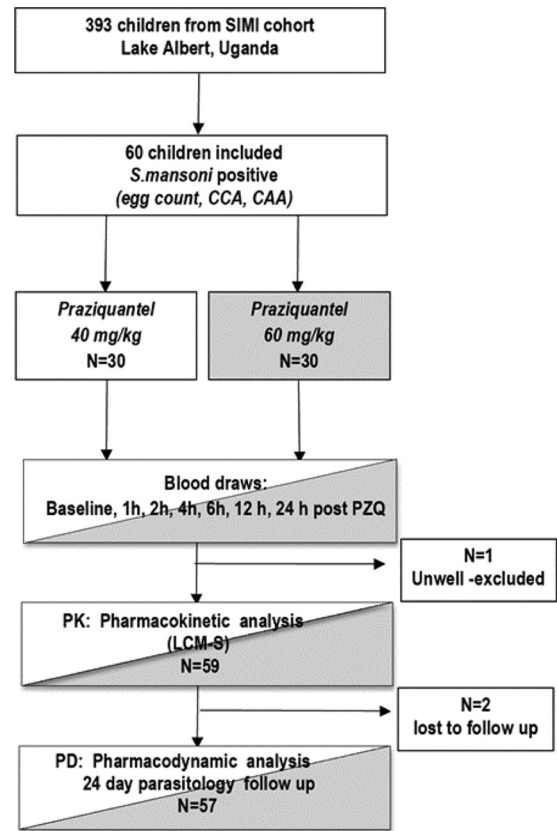 393 children from SIMI cohort
Lake Albert, Uganda
60 children included
S.mansoni positive
(egg count, CCA, CAA)
Praziquantel
40 mg/kg
N=30
Praziquantel
60 mg/kg
N=30
Blood draws:
Baseline, 1h, 2h, 4h, 6h, 12 h, 24 h post PZQ
N=1
Unwell -excluded
PK: Pharmacokinetic analysis
(LCM-S)
N=59
N=2
lost to follow up
PD: Pharmacodynamic analysis
24 day parasitology follow up
N=57